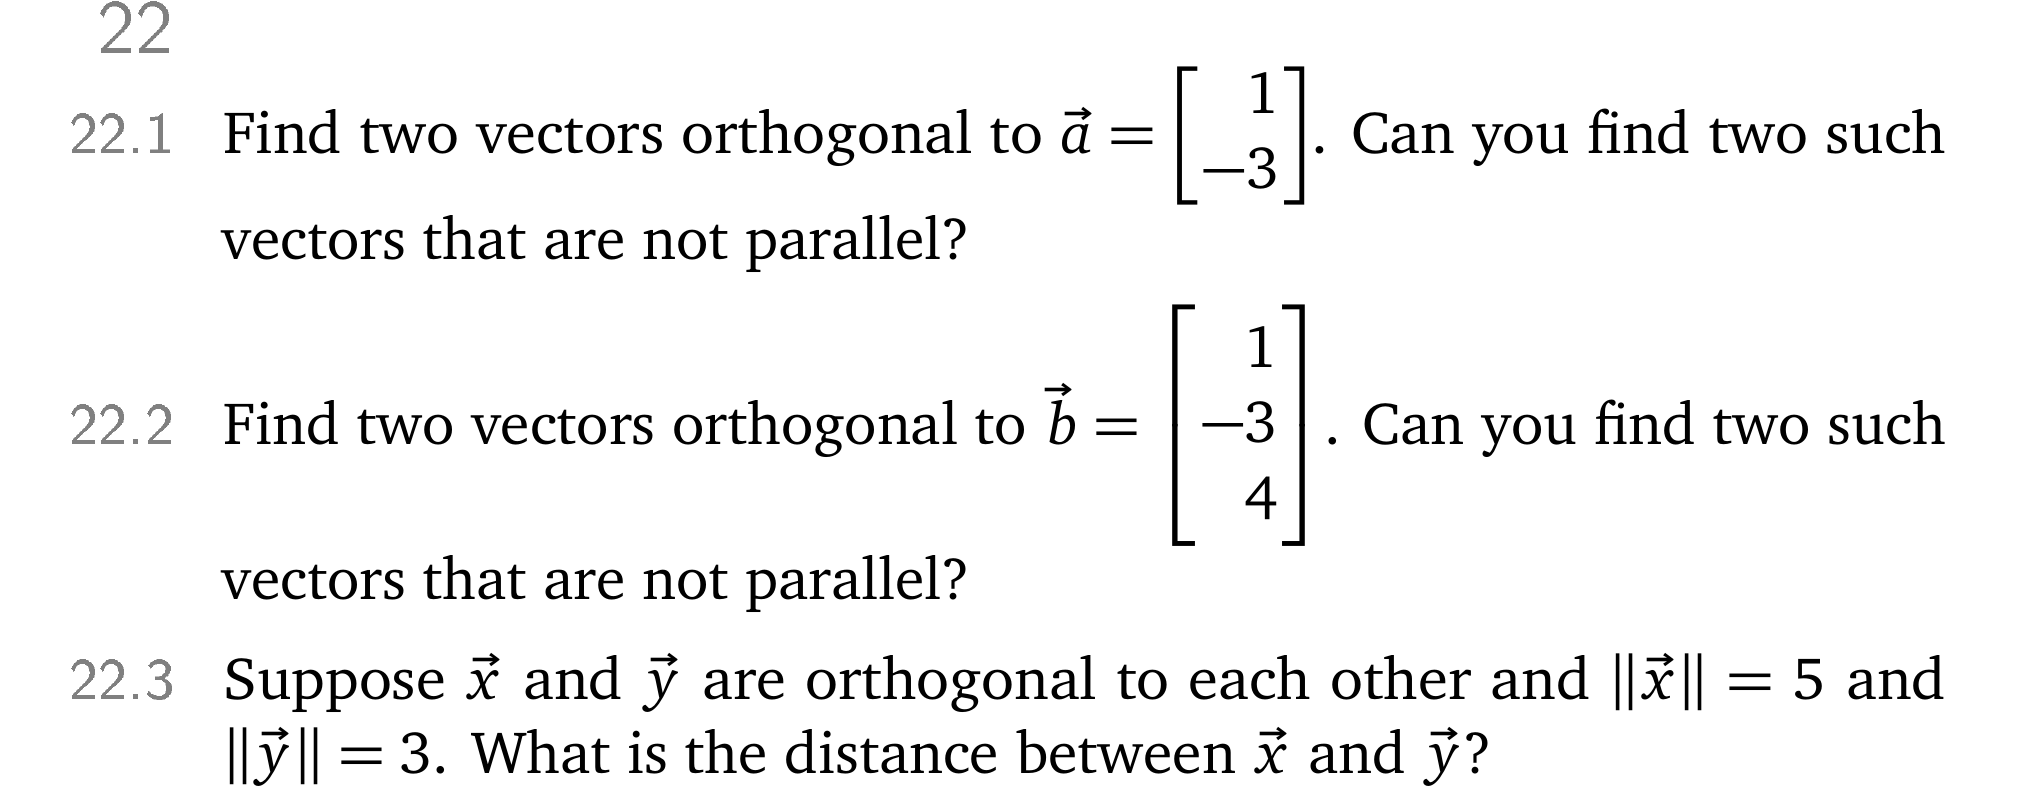 22
22.1 Find two vectors orthogonal to $\vec{a} = \begin{bmatrix} 1 \\ -3 \end{bmatrix}$. Can you find two such
vectors that are not parallel?
22.2 Find two vectors orthogonal to $\vec{b} = \begin{bmatrix} 1 \\ -3 \\ 4 \end{bmatrix}$. Can you find two such
vectors that are not parallel?
22.3 Suppose $\vec{x}$ and $\vec{y}$ are orthogonal to each other and $\|\vec{x}\| = 5$ and
$\|\vec{y}\| = 3$. What is the distance between $\vec{x}$ and $\vec{y}$?